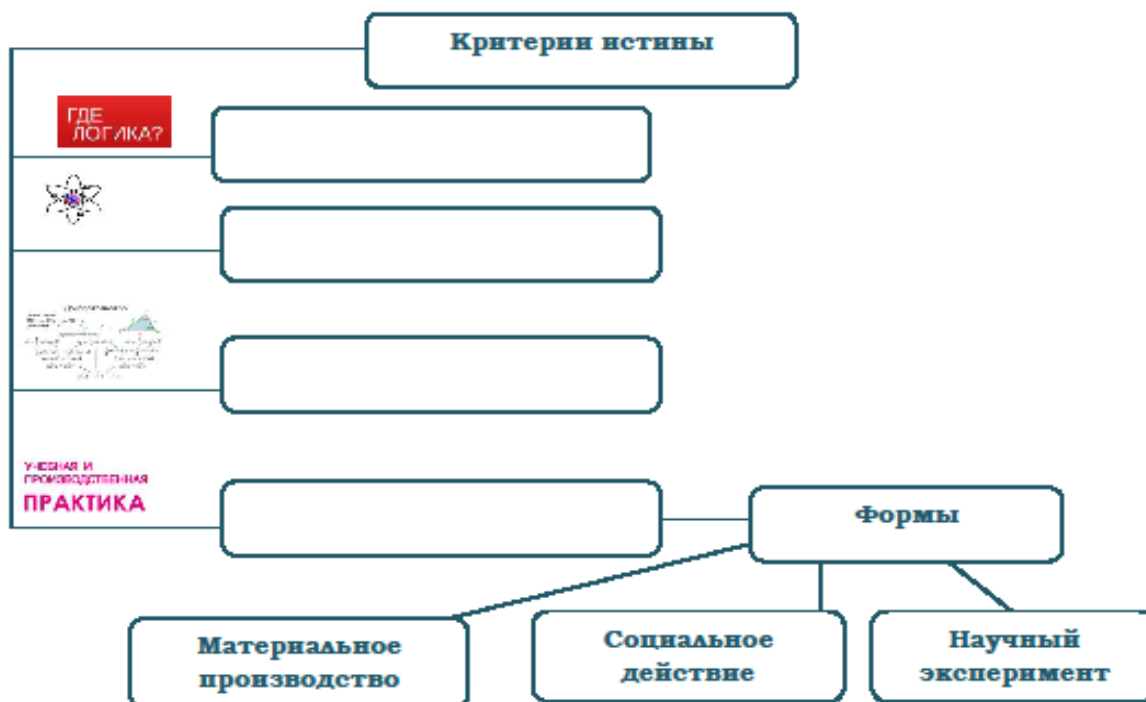 Критерии истины
ГДЕ
ЛОГИКА?
УЧЕБНАЯ И
ПРОИЗВОДСТВЕННАЯ
ПРАКТИКА
Формы
Материальное
производство
Социальное
действие
Научный
эксперимент